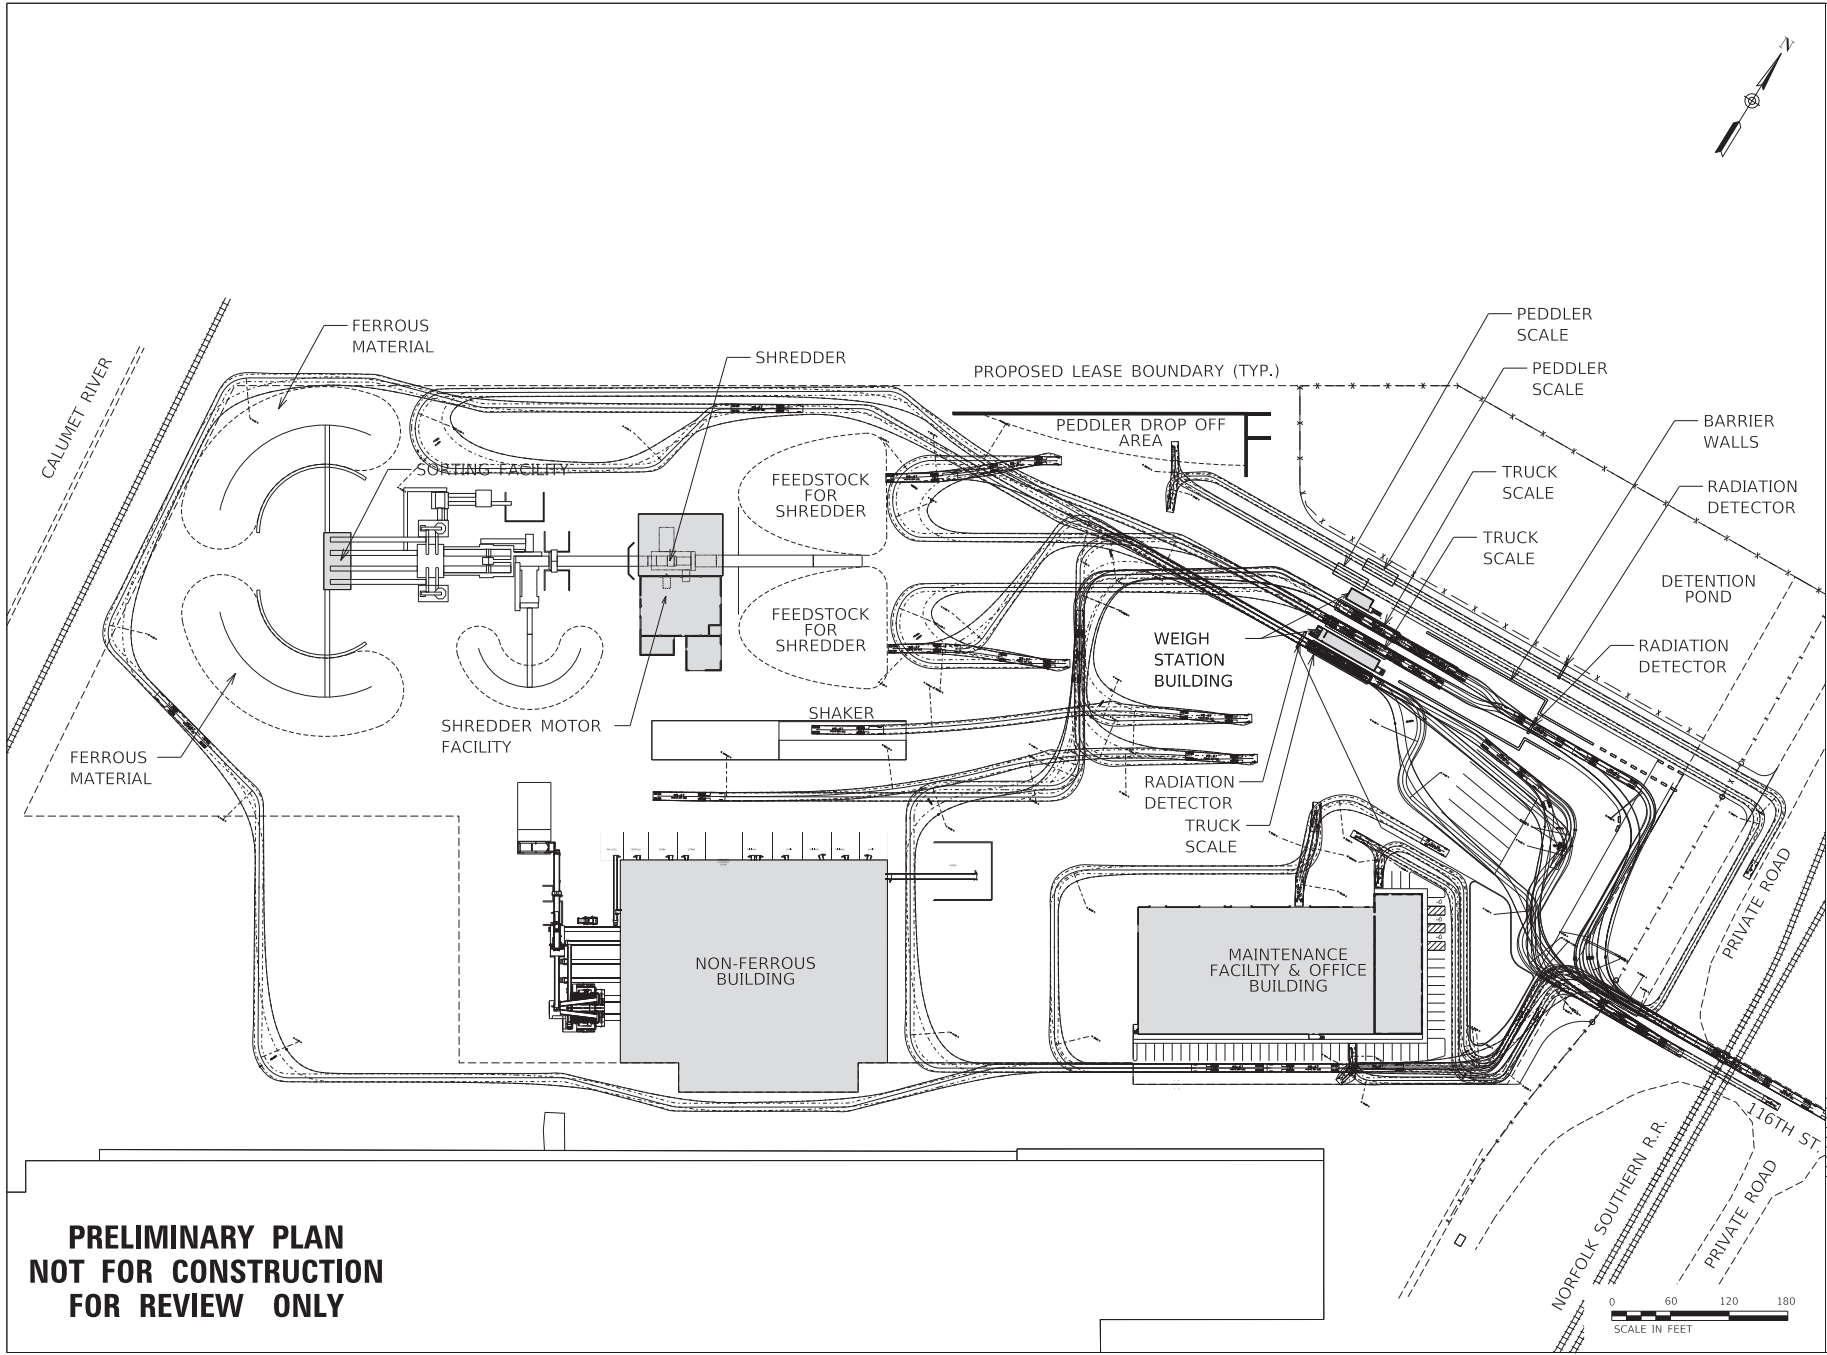 N
PEDDLER
SCALE
FERROUS
MATERIAL
SHREDDER
PROPOSED LEASE BOUNDARY (TYP.)
PEDDLER
SCALE
CALUMET RIVER
PEDDLER DROP OFF
AREA
BARRIER
WALLS
SORTING FACILITY
FEEDSTOCK
FOR
SHREDDER
TRUCK
SCALE
RADIATION
DETECTOR
TRUCK
SCALE
DETENTION
POND
FEEDSTOCK
FOR
SHREDDER
WEIGH
STATION
BUILDING
RADIATION
DETECTOR
SHREDDER MOTOR
FACILITY
SHAKER
FERROUS
MATERIAL
RADIATION
DETECTOR
TRUCK
SCALE
PRIVATE ROAD
NON-FERROUS
BUILDING
MAINTENANCE
FACILITY & OFFICE
BUILDING
116TH ST.
NORFOLK SOUTHERN R.R.
PRIVATE ROAD
PRELIMINARY PLAN
NOT FOR CONSTRUCTION
FOR REVIEW ONLY
0 60 120 180
SCALE IN FEET